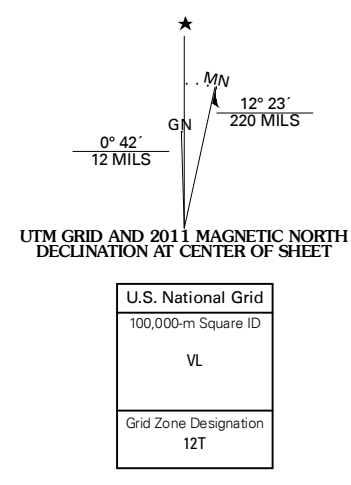 MN
GN
12° 23´
220 MILS
0° 42´
12 MILS
UTM GRID AND 2011 MAGNETIC NORTH
DECLINATION AT CENTER OF SHEET
U.S. National Grid
100,000-m Square ID
VL
Grid Zone Designation
12T